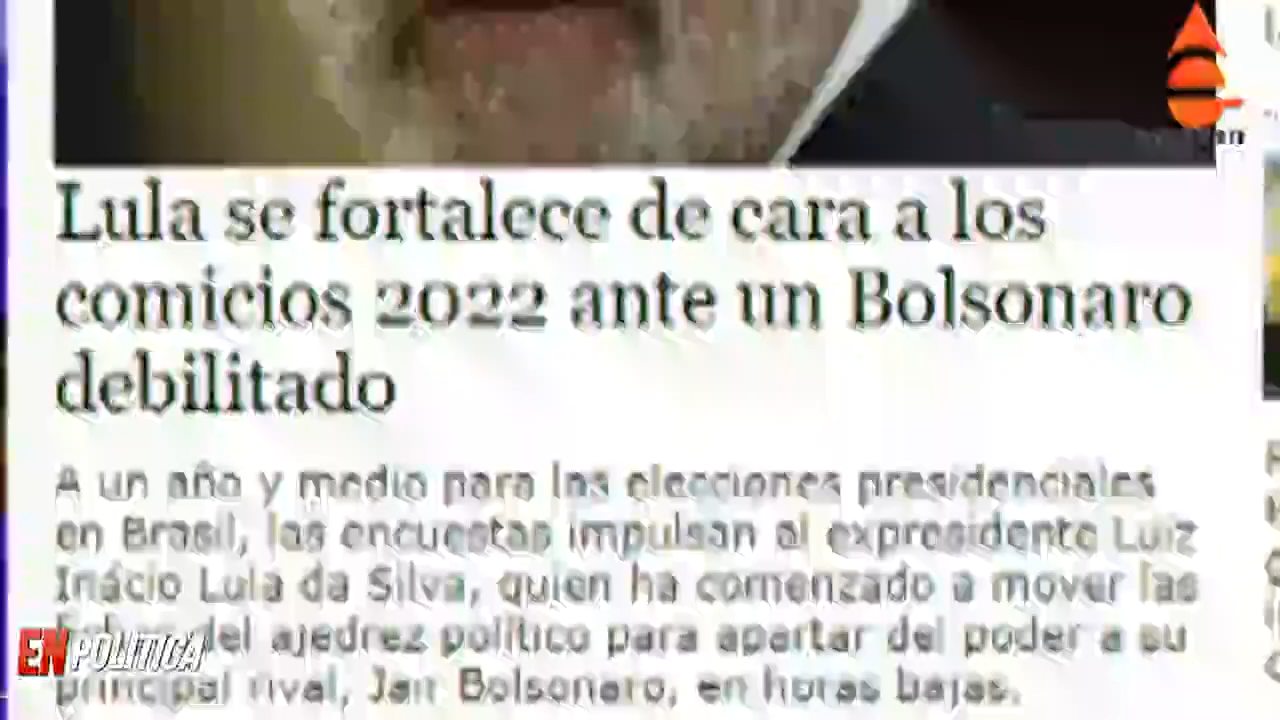 Lula se fortalece de cara a los
comicios 2022 ante un Bolsonaro
debilitado
A un año y medio para las elecciones presidenciales
en Brasil, las encuestas impulsan al expresidente Luiz
Inácio Lula da Silva, quien ha comenzado a mover las
del ajedrez político para apartar del poder a su
principal rival, Jair Bolsonaro, en horas bajas.
EN POLÍTICA